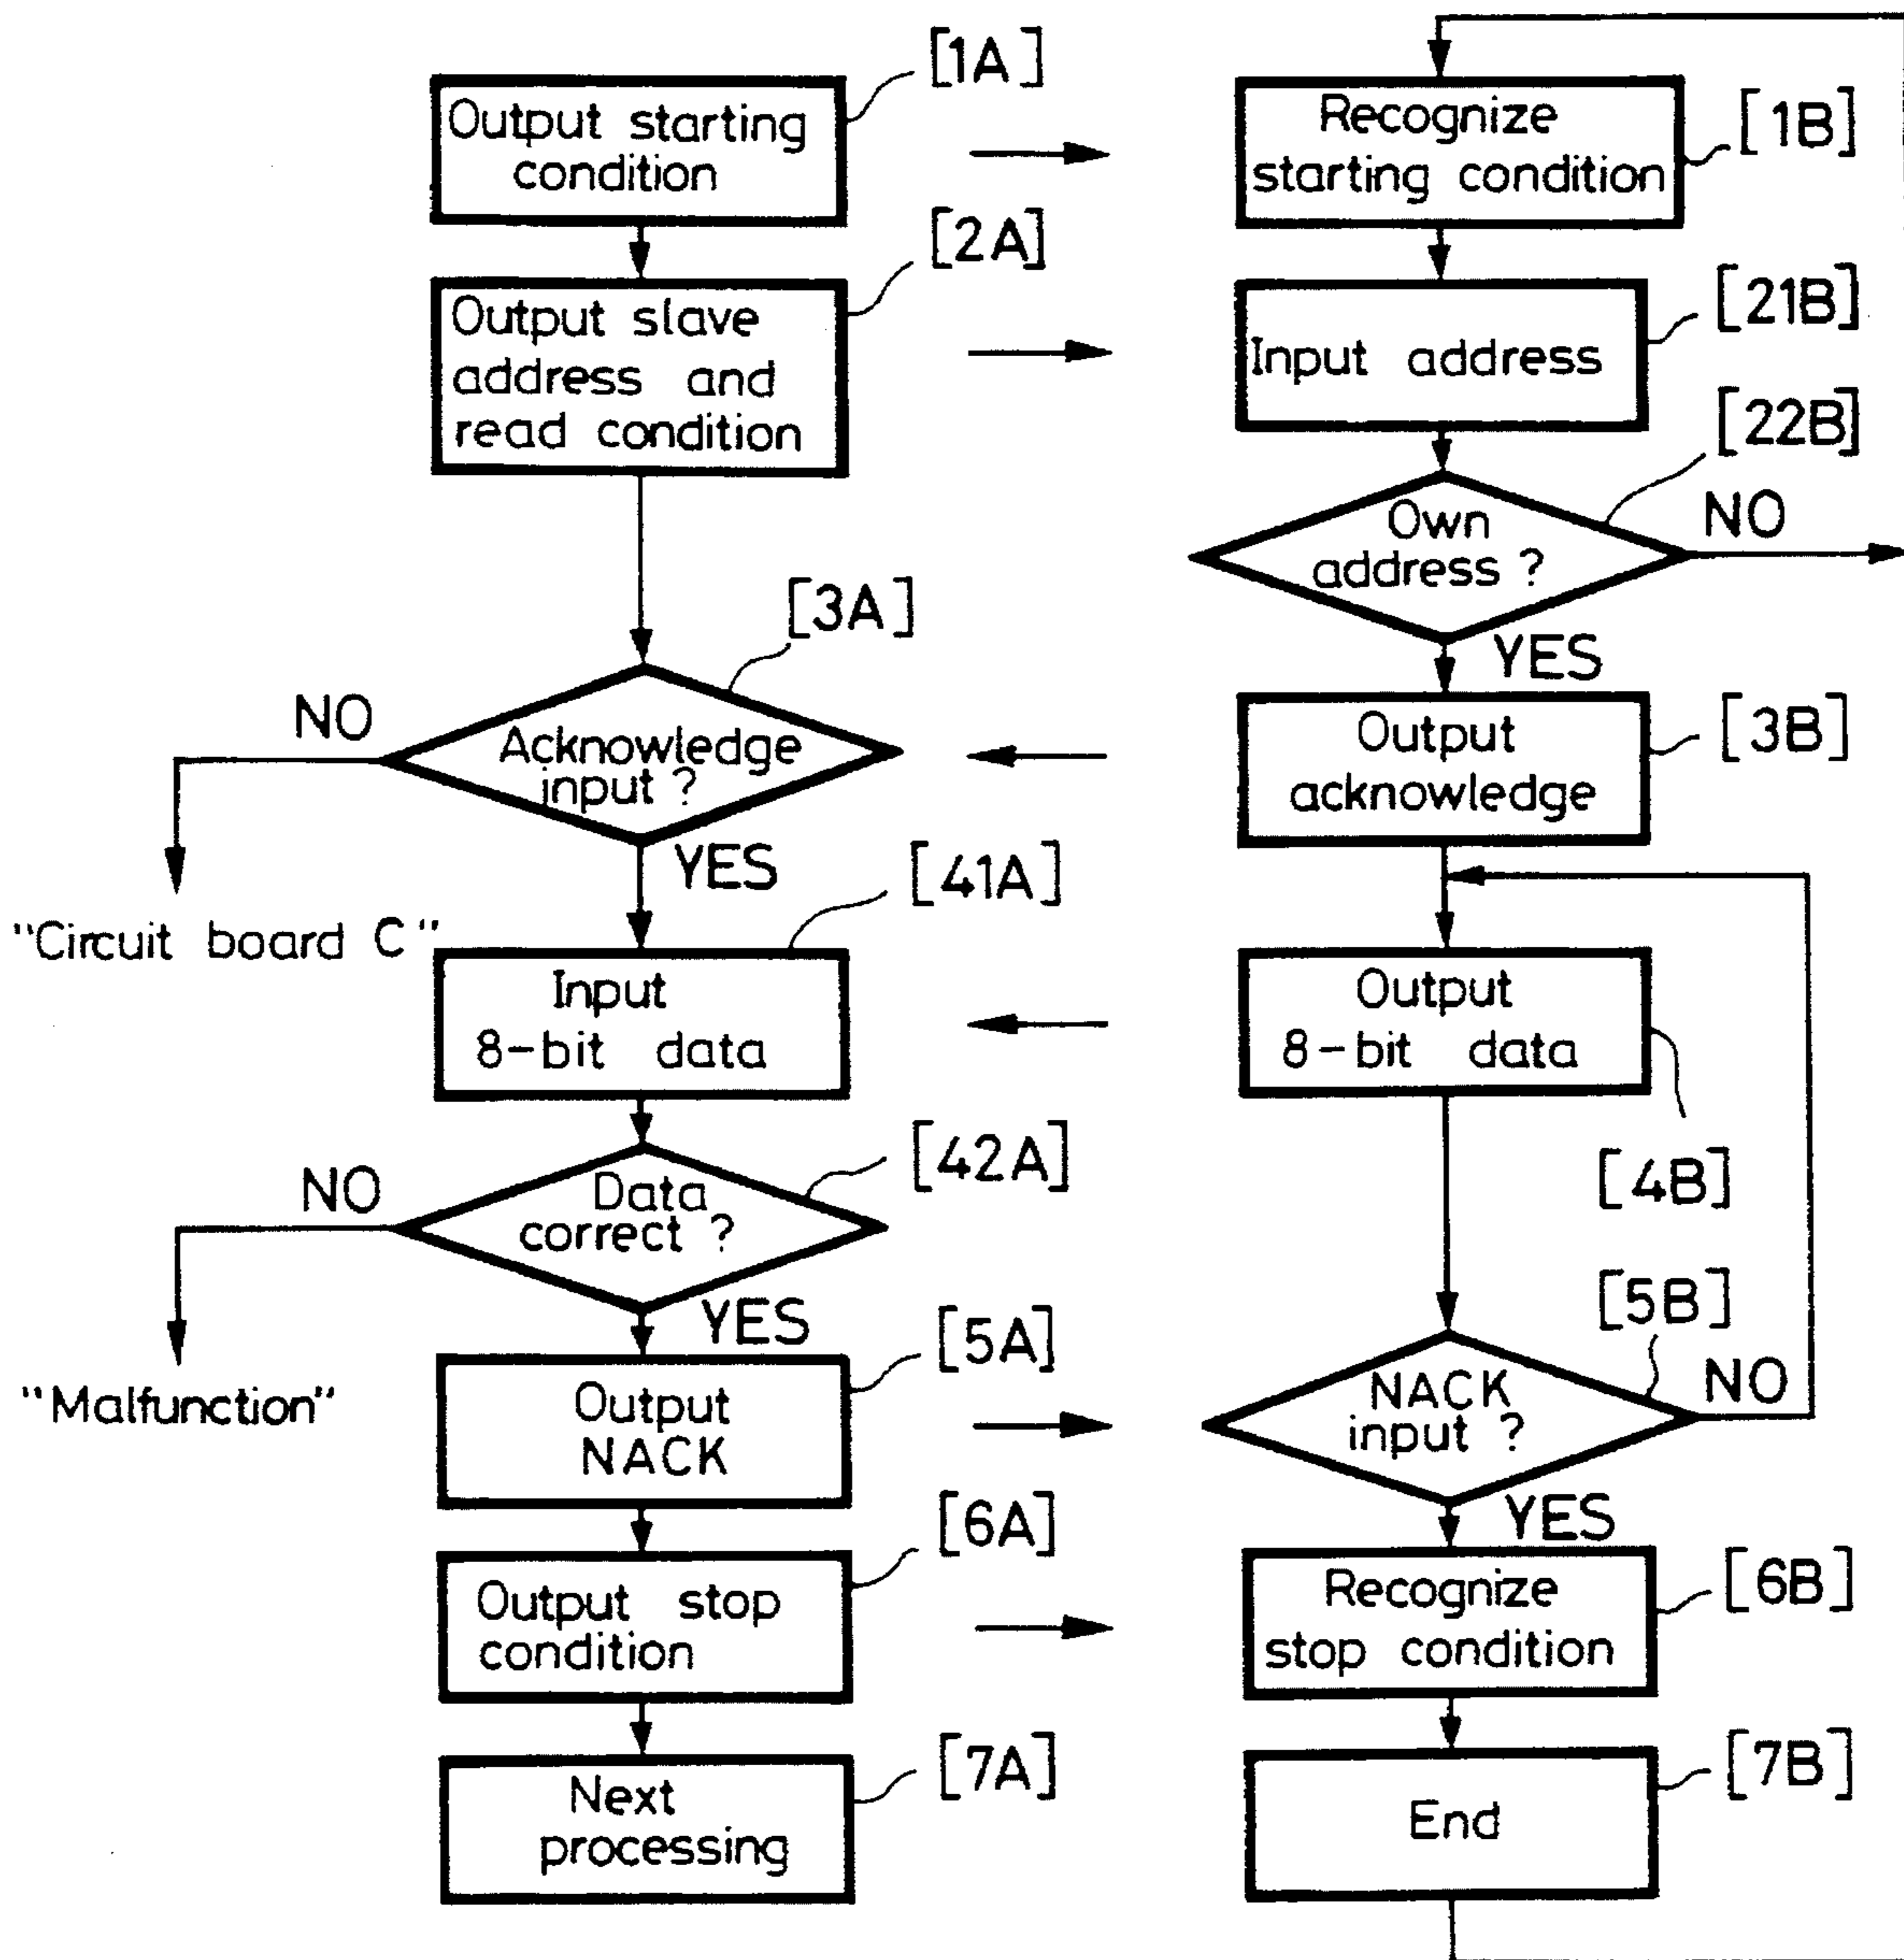 [1A]
Output starting
condition
[2A]
Output slave
address and
read condition
[3A]
NO
Acknowledge
input ?
YES
"Circuit board C"
[41A]
Input
8-bit data
[42A]
NO
Data
correct ?
YES
"Malfunction"
[5A]
Output
NACK
[6A]
Output stop
condition
[7A]
Next
processing
Recognize
starting condition
[1B]
[21B]
Input address
[22B]
Own
address ?
NO
YES
Output
acknowledge
[3B]
Output
8-bit data
[4B]
[5B]
NACK
input ?
NO
YES
Recognize
stop condition
[6B]
End
[7B]